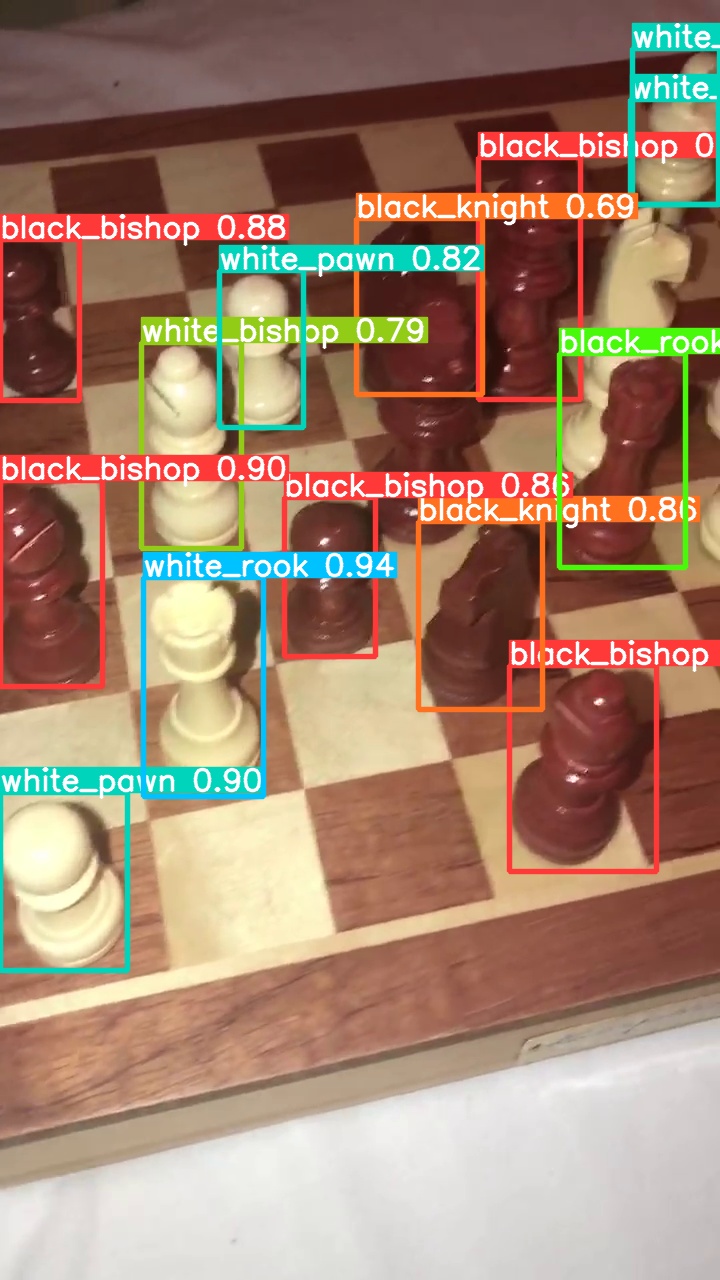 white_
white_
black_bishop 0
black_knight 0.69
black_bishop 0.88
white_pawn 0.82
white_bishop 0.79
black_rook
black_bishop 0.90
black_bishop 0.86
black_knight 0.86
white_rook 0.94
black_bishop
white_pawn 0.90